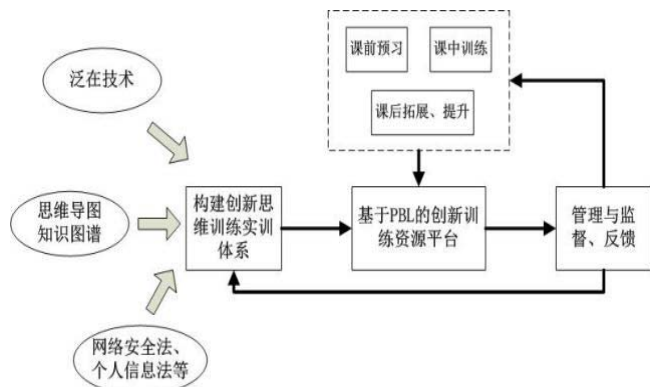 课前预习
课中训练
课后拓展、提升
泛在技术
思维导图
知识图谱
构建创新思
维训练实训
体系
基于PBL的创新训
练资源平台
管理与监
督、反馈
网络安全法、
个人信息法等